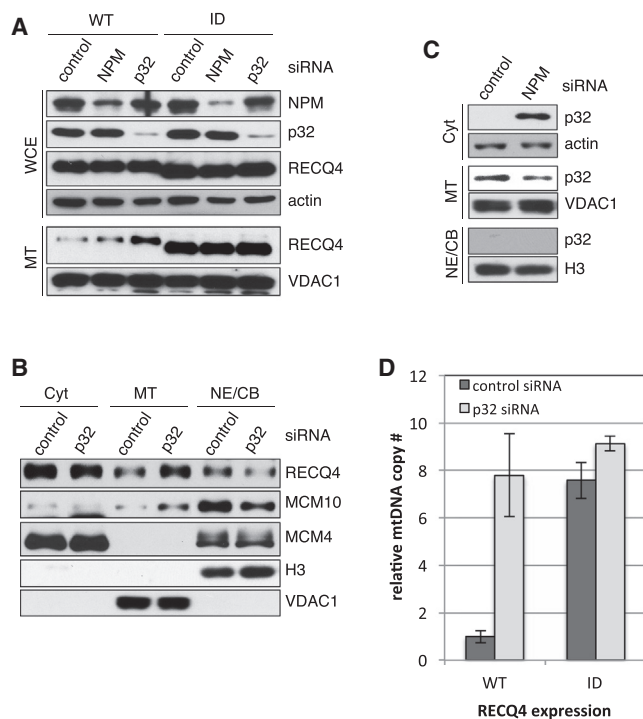 A
WT ID
control NPM p32 control NPM p32 siRNA
WCE
NPM
p32
RECQ4
actin
MT
RECQ4
VDAC1
C
control NPM siRNA
Cyt
p32
actin
MT
p32
VDAC1
NE/CB
p32
H3
B
Cyt MT NE/CB
control p32 control p32 control p32 siRNA
RECQ4
MCM10
MCM4
H3
VDAC1
D
relative mtDNA copy #
12
10
8
6
4
2
0
control siRNA
p32 siRNA
WT ID
RECQ4 expression